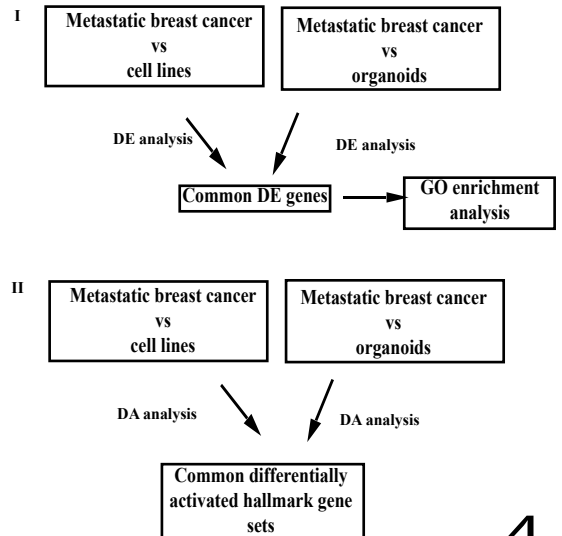 I
Metastatic breast cancer
vs
cell lines
Metastatic breast cancer
vs
organoids
DE analysis
DE analysis
Common DE genes
GO enrichment
analysis
II
Metastatic breast cancer
vs
cell lines
Metastatic breast cancer
vs
organoids
DA analysis
DA analysis
Common differentially
activated hallmark gene
sets
4